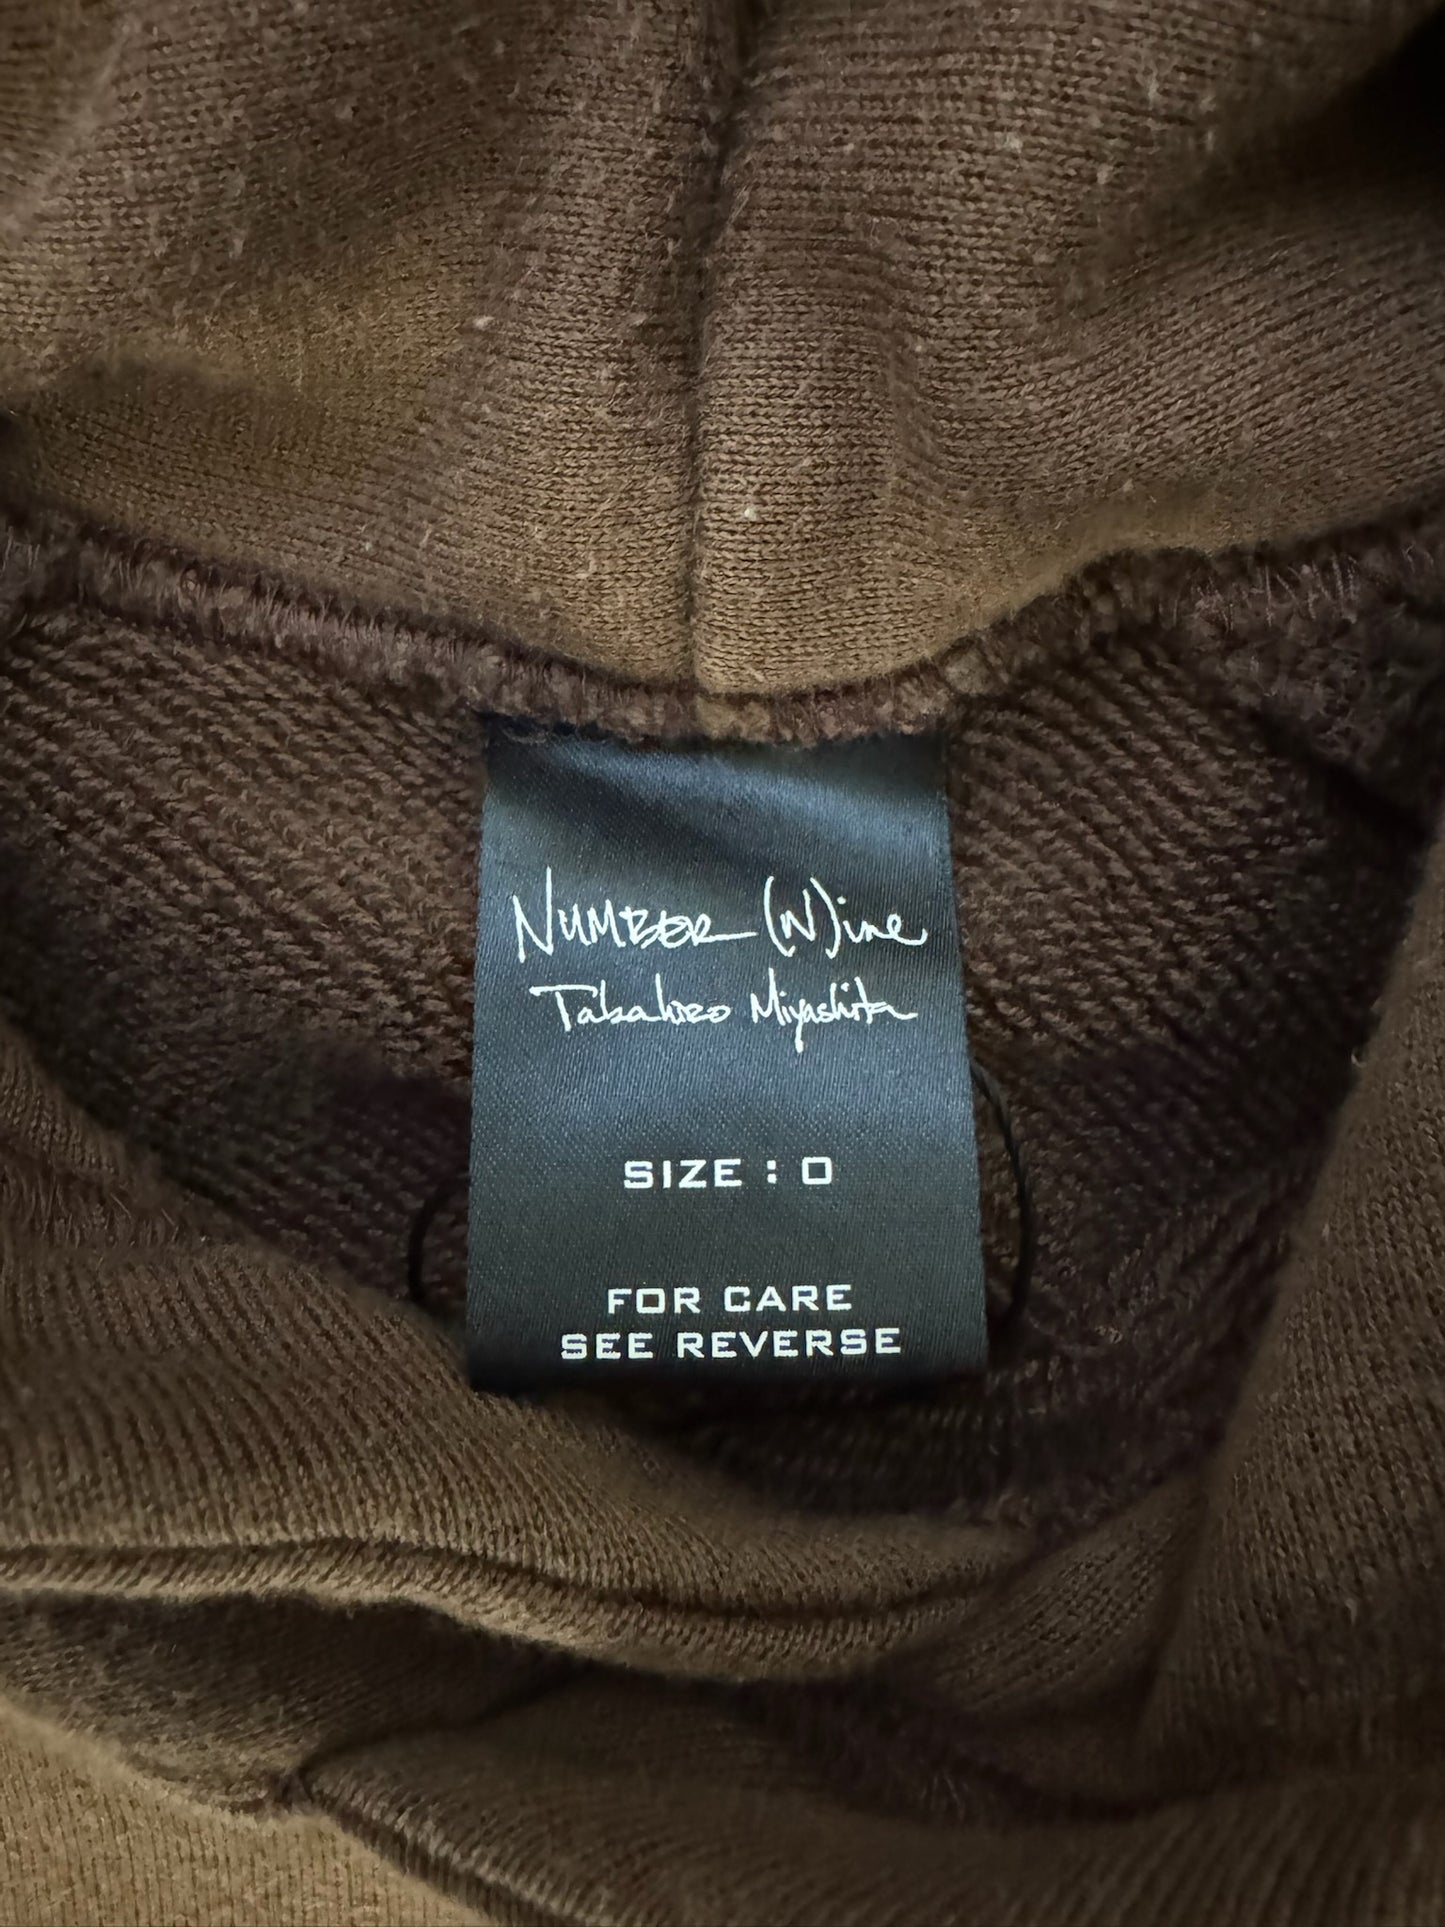 NUMBER (N)ine
Takahiro Miyashita
SIZE : 0
FOR CARE
SEE REVERSE